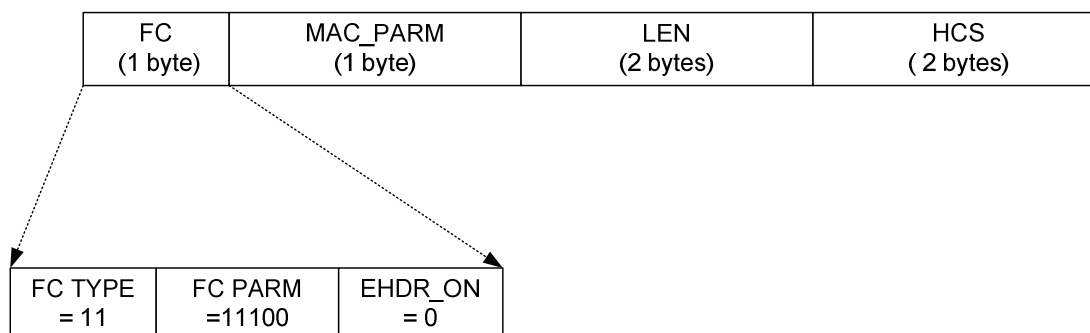 FC
(1 byte)
MAC_PARM
(1 byte)
LEN
(2 bytes)
HCS
( 2 bytes)
FC TYPE
= 11
FC PARM
=11100
EHDR_ON
= 0